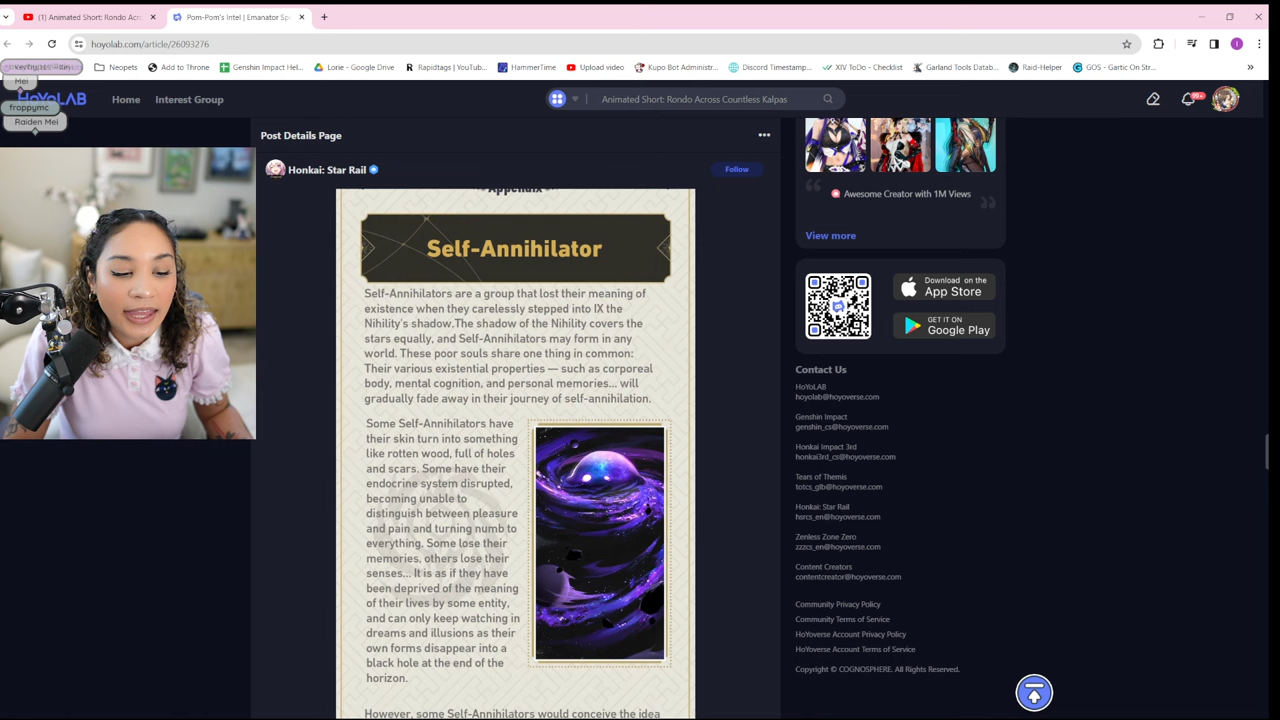 (1) Animated Short: Rondo Acro
Pom-Pom's Intel | Emanator Sp
hoyolab.com/article/26093276
Neopets
Add to Throne
Genshin Impact Hel...
Lorie - Google Drive
Rapidtags | YouTub...
HammerTime
Upload video
Kupo Bot Administr...
Discord Timestamp...
XIV ToDo - Checklist
Garland Tools Datab...
Raid-Helper
GOS - Gartic On Str...
Mei
HoYoLAB
froppymc
Raiden Mei
Home
Interest Group
Animated Short: Rondo Across Countless Kalpas
99+
Post Details Page
Honkai: Star Rail
Follow
Appendix
Self-Annihilator
Self-Annihilators are a group that lost their meaning of
existence when they carelessly stepped into IX the
Nihility's shadow.The shadow of the Nihility covers the
stars equally, and Self-Annihilators may form in any
world. These poor souls share one thing in common:
Their various existential properties — such as corporeal
body, mental cognition, and personal memories... will
gradually fade away in their journey of self-annihilation.
Some Self-Annihilators have
their skin turn into something
like rotten wood, full of holes
and scars. Some have their
endocrine system disrupted,
becoming unable to
distinguish between pleasure
and pain and turning numb to
everything. Some lose their
memories, others lose their
senses... It is as if they have
been deprived of the meaning
of their lives by some entity,
and can only keep watching in
dreams and illusions as their
own forms disappear into a
black hole at the end of the
horizon.
However, some Self-Annihilators would conceive the idea
Awesome Creator with 1M Views
View more
Download on the
App Store
GET IT ON
Google Play
Contact Us
HoYoLAB
hoyolab@hoyoverse.com
Genshin Impact
genshin_cs@hoyoverse.com
Honkai Impact 3rd
honkai3rd_cs@hoyoverse.com
Tears of Themis
totcs_glb@hoyoverse.com
Honkai: Star Rail
hsrcs_en@hoyoverse.com
Zenless Zone Zero
zzzcs_en@hoyoverse.com
Content Creators
contentcreator@hoyoverse.com
Community Privacy Policy
Community Terms of Service
HoYoverse Account Privacy Policy
HoYoverse Account Terms of Service
Copyright © COGNOSPHERE. All Rights Reserved.